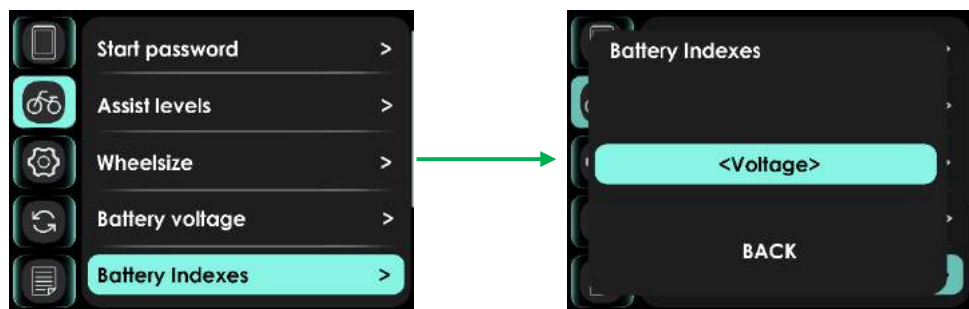 Start password >
Assist levels >
Wheelsize >
Battery voltage >
Battery Indexes >
Battery Indexes
<Voltage>
BACK